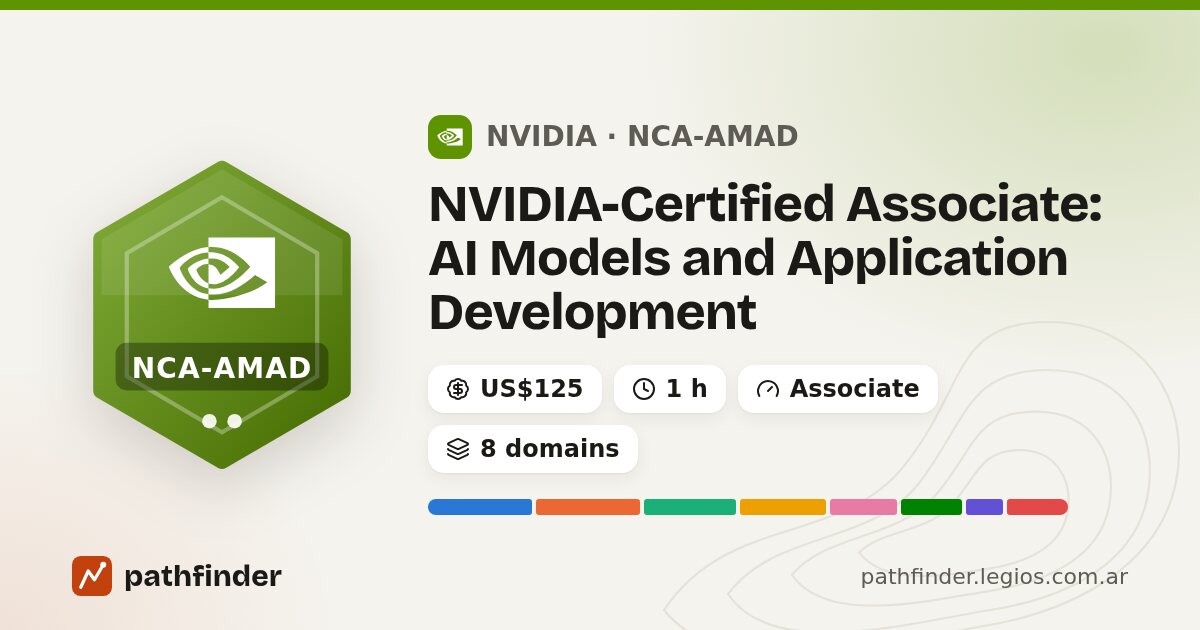 NVIDIA · NCA-AMAD
NVIDIA-Certified Associate:
AI Models and Application
Development
NCA-AMAD
US$125
1 h
Associate
8 domains
pathfinder
pathfinder.legios.com.ar